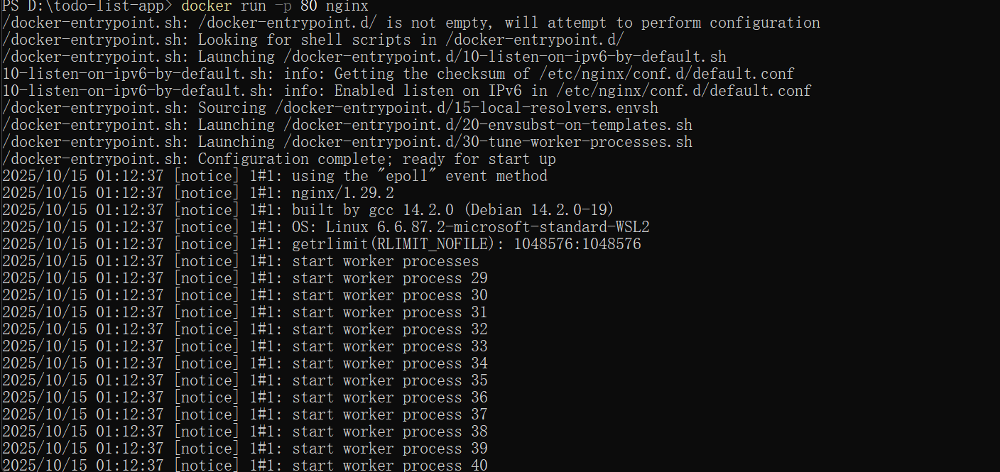 PS D:\todo-list-app> docker run -p 80 nginx
/docker-entrypoint.sh: /docker-entrypoint.d/ is not empty, will attempt to perform configuration
/docker-entrypoint.sh: Looking for shell scripts in /docker-entrypoint.d/
/docker-entrypoint.sh: Launching /docker-entrypoint.d/10-listen-on-ipv6-by-default.sh
10-listen-on-ipv6-by-default.sh: info: Getting the checksum of /etc/nginx/conf.d/default.conf
10-listen-on-ipv6-by-default.sh: info: Enabled listen on IPv6 in /etc/nginx/conf.d/default.conf
/docker-entrypoint.sh: Sourcing /docker-entrypoint.d/15-local-resolvers.envsh
/docker-entrypoint.sh: Launching /docker-entrypoint.d/20-envsubst-on-templates.sh
/docker-entrypoint.sh: Launching /docker-entrypoint.d/30-tune-worker-processes.sh
/docker-entrypoint.sh: Configuration complete; ready for start up
2025/10/15 01:12:37 [notice] 1#1: using the "epoll" event method
2025/10/15 01:12:37 [notice] 1#1: nginx/1.29.2
2025/10/15 01:12:37 [notice] 1#1: built by gcc 14.2.0 (Debian 14.2.0-19)
2025/10/15 01:12:37 [notice] 1#1: OS: Linux 6.6.87.2-microsoft-standard-WSL2
2025/10/15 01:12:37 [notice] 1#1: getrlimit(RLIMIT_NOFILE): 1048576:1048576
2025/10/15 01:12:37 [notice] 1#1: start worker processes
2025/10/15 01:12:37 [notice] 1#1: start worker process 29
2025/10/15 01:12:37 [notice] 1#1: start worker process 30
2025/10/15 01:12:37 [notice] 1#1: start worker process 31
2025/10/15 01:12:37 [notice] 1#1: start worker process 32
2025/10/15 01:12:37 [notice] 1#1: start worker process 33
2025/10/15 01:12:37 [notice] 1#1: start worker process 34
2025/10/15 01:12:37 [notice] 1#1: start worker process 35
2025/10/15 01:12:37 [notice] 1#1: start worker process 36
2025/10/15 01:12:37 [notice] 1#1: start worker process 37
2025/10/15 01:12:37 [notice] 1#1: start worker process 38
2025/10/15 01:12:37 [notice] 1#1: start worker process 39
2025/10/15 01:12:37 [notice] 1#1: start worker process 40